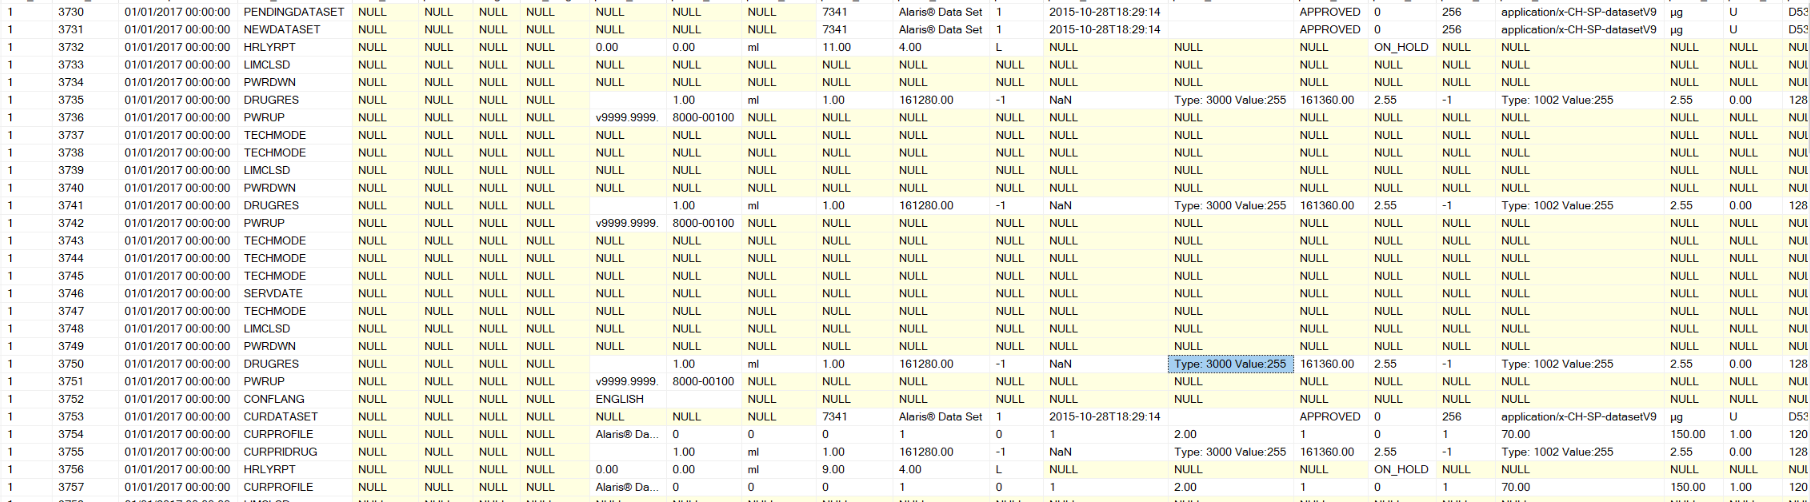 1 3730 01/01/2017 00:00:00 PENDINGDATASET NULL NULL NULL NULL NULL NULL NULL 7341 Alaris® Data Set 1 2015-10-28T18:29:14 APPROVED 0 256 application/x-CH-SP-datasetV9 µg U D53
1 3731 01/01/2017 00:00:00 NEWDATASET NULL NULL NULL NULL NULL NULL NULL 7341 Alaris® Data Set 1 2015-10-28T18:29:14 APPROVED 0 256 application/x-CH-SP-datasetV9 µg U D53
1 3732 01/01/2017 00:00:00 HRLYRPT NULL NULL NULL NULL 0.00 0.00 ml 11.00 4.00 L NULL NULL NULL ON_HOLD NULL NULL NULL NULL NUL
1 3733 01/01/2017 00:00:00 LIMCLSD NULL NULL NULL NULL NULL NULL NULL NULL NULL NULL NULL NULL NULL NULL NULL NULL NULL NULL NUL
1 3734 01/01/2017 00:00:00 PWRDWN NULL NULL NULL NULL NULL NULL NULL NULL NULL NULL NULL NULL NULL NULL NULL NULL NULL NULL NUL
1 3735 01/01/2017 00:00:00 DRUGRES NULL NULL NULL NULL 1.00 ml 1.00 161280.00 -1 NaN Type: 3000 Value:255 161360.00 2.55 -1 Type: 1002 Value:255 2.55 0.00 128
1 3736 01/01/2017 00:00:00 PWRUP NULL NULL NULL NULL v9999.9999. 8000-00100 NULL NULL NULL NULL NULL NULL NULL NULL NULL NULL NULL NULL NUL
1 3737 01/01/2017 00:00:00 TECHMODE NULL NULL NULL NULL NULL NULL NULL NULL NULL NULL NULL NULL NULL NULL NULL NULL NULL NULL NUL
1 3738 01/01/2017 00:00:00 TECHMODE NULL NULL NULL NULL NULL NULL NULL NULL NULL NULL NULL NULL NULL NULL NULL NULL NULL NULL NUL
1 3739 01/01/2017 00:00:00 LIMCLSD NULL NULL NULL NULL NULL NULL NULL NULL NULL NULL NULL NULL NULL NULL NULL NULL NULL NULL NUL
1 3740 01/01/2017 00:00:00 PWRDWN NULL NULL NULL NULL NULL NULL NULL NULL NULL NULL NULL NULL NULL NULL NULL NULL NULL NULL NUL
1 3741 01/01/2017 00:00:00 DRUGRES NULL NULL NULL NULL 1.00 ml 1.00 161280.00 -1 NaN Type: 3000 Value:255 161360.00 2.55 -1 Type: 1002 Value:255 2.55 0.00 128
1 3742 01/01/2017 00:00:00 PWRUP NULL NULL NULL NULL v9999.9999. 8000-00100 NULL NULL NULL NULL NULL NULL NULL NULL NULL NULL NULL NULL NUL
1 3743 01/01/2017 00:00:00 TECHMODE NULL NULL NULL NULL NULL NULL NULL NULL NULL NULL NULL NULL NULL NULL NULL NULL NULL NULL NUL
1 3744 01/01/2017 00:00:00 TECHMODE NULL NULL NULL NULL NULL NULL NULL NULL NULL NULL NULL NULL NULL NULL NULL NULL NULL NULL NUL
1 3745 01/01/2017 00:00:00 TECHMODE NULL NULL NULL NULL NULL NULL NULL NULL NULL NULL NULL NULL NULL NULL NULL NULL NULL NULL NUL
1 3746 01/01/2017 00:00:00 SERVDATE NULL NULL NULL NULL NULL NULL NULL NULL NULL NULL NULL NULL NULL NULL NULL NULL NULL NULL NUL
1 3747 01/01/2017 00:00:00 TECHMODE NULL NULL NULL NULL NULL NULL NULL NULL NULL NULL NULL NULL NULL NULL NULL NULL NULL NULL NUL
1 3748 01/01/2017 00:00:00 LIMCLSD NULL NULL NULL NULL NULL NULL NULL NULL NULL NULL NULL NULL NULL NULL NULL NULL NULL NULL NUL
1 3749 01/01/2017 00:00:00 PWRDWN NULL NULL NULL NULL NULL NULL NULL NULL NULL NULL NULL NULL NULL NULL NULL NULL NULL NULL NUL
1 3750 01/01/2017 00:00:00 DRUGRES NULL NULL NULL NULL 1.00 ml 1.00 161280.00 -1 NaN Type: 3000 Value:255 161360.00 2.55 -1 Type: 1002 Value:255 2.55 0.00 128
1 3751 01/01/2017 00:00:00 PWRUP NULL NULL NULL NULL v9999.9999. 8000-00100 NULL NULL NULL NULL NULL NULL NULL NULL NULL NULL NULL NULL NUL
1 3752 01/01/2017 00:00:00 CONFLANG NULL NULL NULL NULL ENGLISH NULL NULL NULL NULL NULL NULL NULL NULL NULL NULL NULL NULL NUL
1 3753 01/01/2017 00:00:00 CURDATASET NULL NULL NULL NULL NULL NULL NULL 7341 Alaris® Data Set 1 2015-10-28T18:29:14 APPROVED 0 256 application/x-CH-SP-datasetV9 µg U D53
1 3754 01/01/2017 00:00:00 CURPROFILE NULL NULL NULL NULL Alaris® Da... 0 0 0 1 0 1 2.00 1 0 1 70.00 150.00 1.00 120
1 3755 01/01/2017 00:00:00 CURPRIDRUG NULL NULL NULL NULL 1.00 ml 1.00 161280.00 -1 NaN Type: 3000 Value:255 161360.00 2.55 -1 Type: 1002 Value:255 2.55 0.00 128
1 3756 01/01/2017 00:00:00 HRLYRPT NULL NULL NULL NULL 0.00 0.00 ml 9.00 4.00 L NULL NULL NULL ON_HOLD NULL NULL NULL NULL NUL
1 3757 01/01/2017 00:00:00 CURPROFILE NULL NULL NULL NULL Alaris® Da... 0 0 0 1 0 1 2.00 1 0 1 70.00 150.00 1.00 120